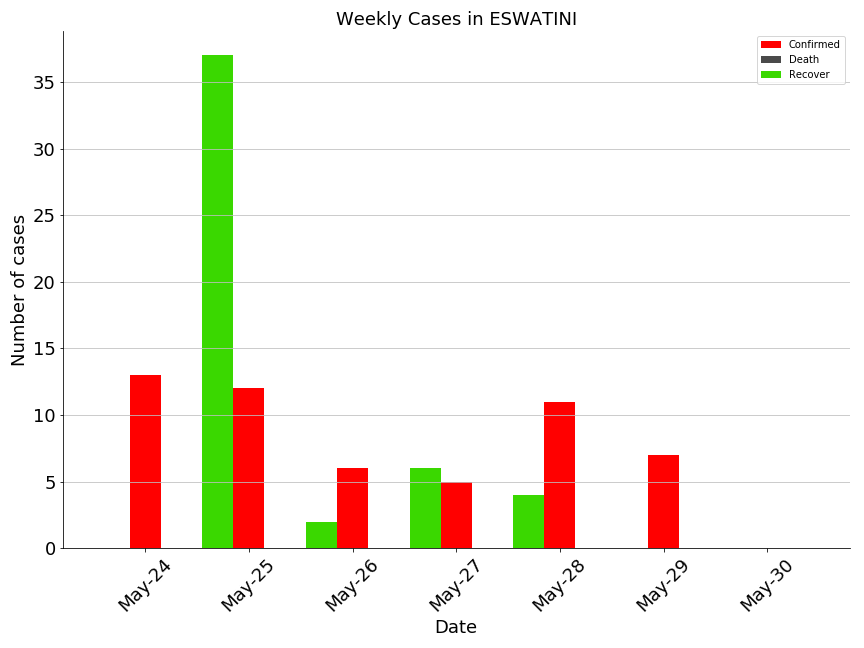 Weekly Cases in ESWATINI
Confirmed
Death
Recover
Number of cases
35
30
25
20
15
10
5
0
May-24
May-25
May-26
May-27
May-28
May-29
May-30
Date